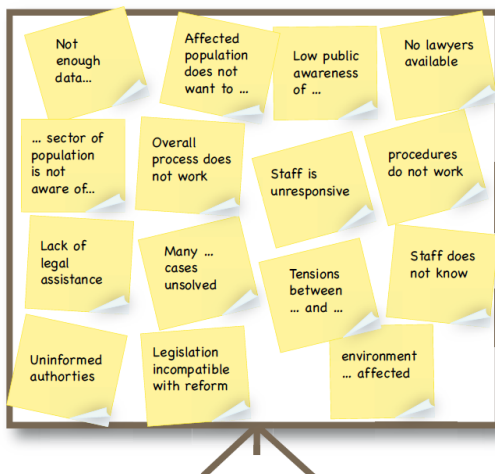 Not
enough
data...
Affected
population
does not
want to ...
Low public
awareness
of ...
No lawyers
available
... sector of
population
is not
aware of...
Overall
process does
not work
Staff is
unresponsive
procedures
do not work
Lack of
legal
assistance
Many ...
cases
unsolved
Tensions
between
... and ...
Staff does
not know
Uninformed
authorties
Legislation
incompatible
with reform
environment
... affected